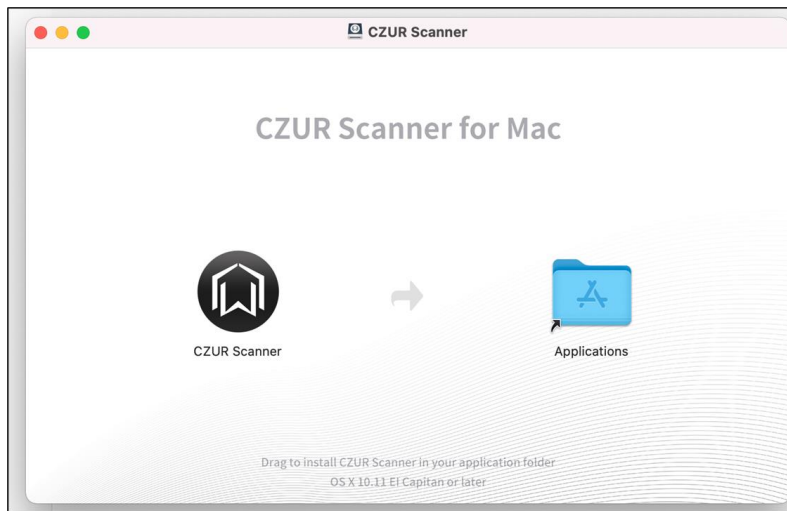 CZUR Scanner
CZUR Scanner for Mac
CZUR Scanner
Applications
Drag to install CZUR Scanner in your application folder
OS X 10.11 EI Capitan or later